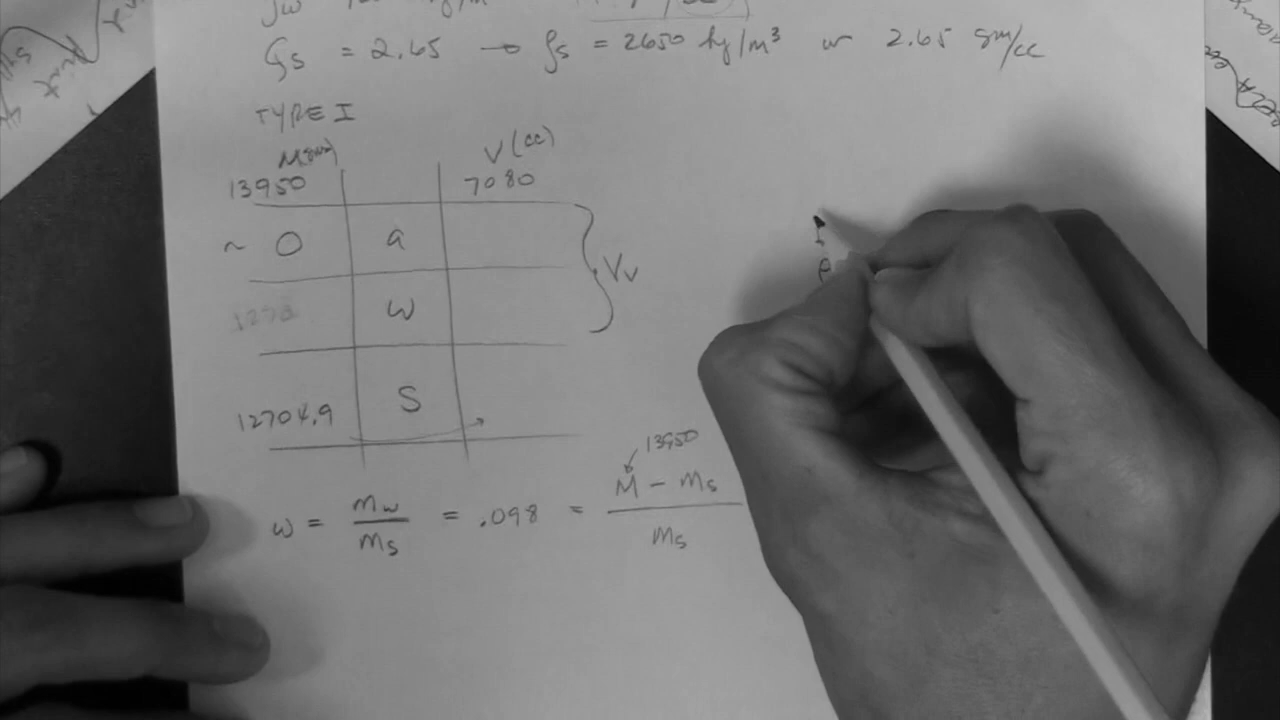 Gs = 2.65 → ρs = 2650 kg/m³ or 2.65 gm/cc
TYPE I
M(gm) V(cc)
13950 7080
~ 0 a Vv
w
12704.9 S
13950
w = mw/ms = .098 = M - ms / ms